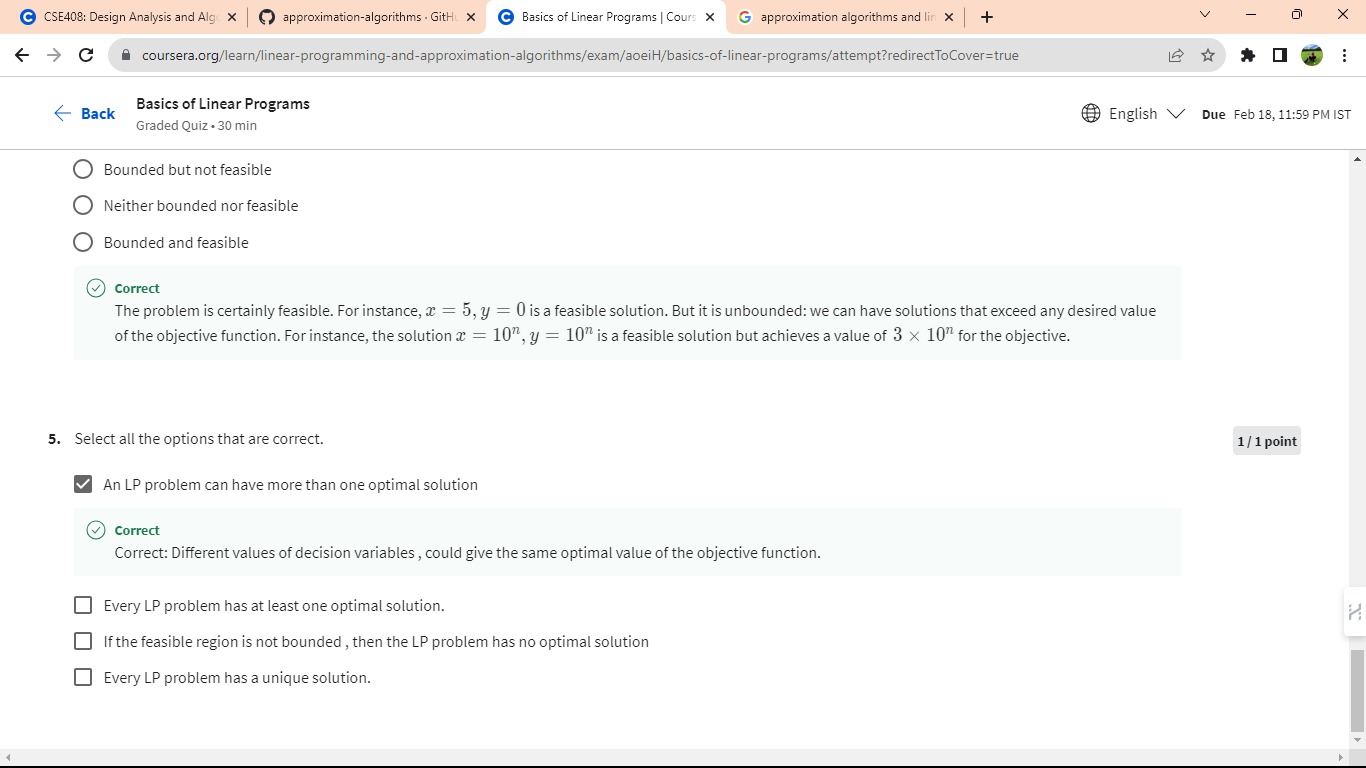 CSE408: Design Analysis and Algo
approximation-algorithms · GitHu
Basics of Linear Programs | Cours
approximation algorithms and lin
coursera.org/learn/linear-programming-and-approximation-algorithms/exam/aoeiH/basics-of-linear-programs/attempt?redirectToCover=true
Back
Basics of Linear Programs
Graded Quiz • 30 min
English
Due Feb 18, 11:59 PM IST
Bounded but not feasible
Neither bounded nor feasible
Bounded and feasible
Correct
The problem is certainly feasible. For instance, x = 5, y = 0 is a feasible solution. But it is unbounded: we can have solutions that exceed any desired value
of the objective function. For instance, the solution x = 10ⁿ, y = 10ⁿ is a feasible solution but achieves a value of 3 × 10ⁿ for the objective.
5. Select all the options that are correct.
1 / 1 point
An LP problem can have more than one optimal solution
Correct
Correct: Different values of decision variables , could give the same optimal value of the objective function.
Every LP problem has at least one optimal solution.
If the feasible region is not bounded , then the LP problem has no optimal solution
Every LP problem has a unique solution.